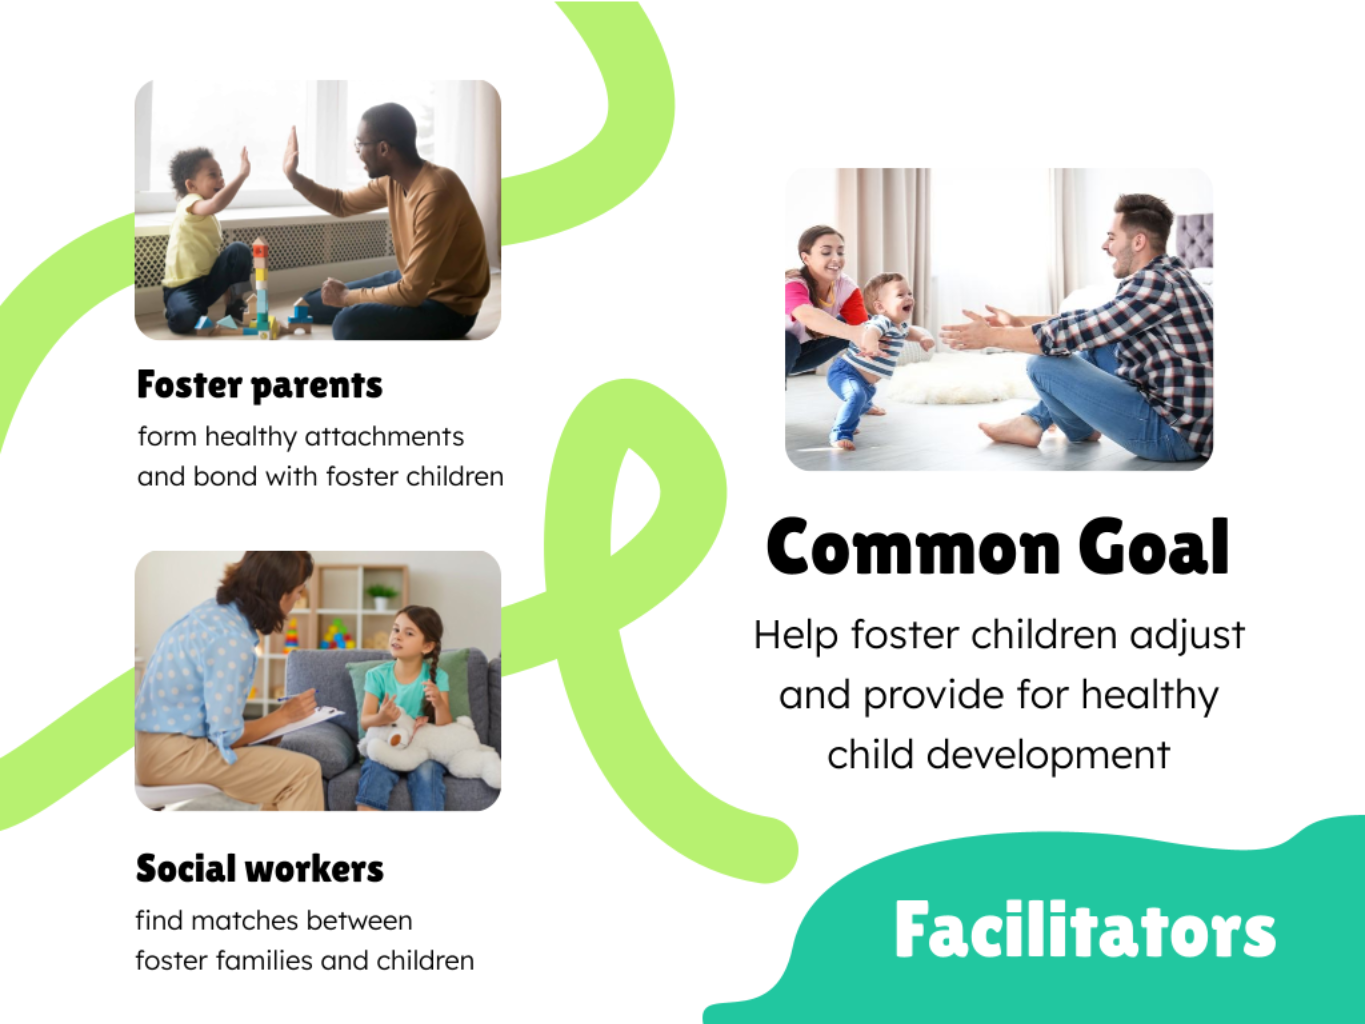 Foster parents
form healthy attachments
and bond with foster children
Social workers
find matches between
foster families and children
Common Goal
Help foster children adjust
and provide for healthy
child development
Facilitators